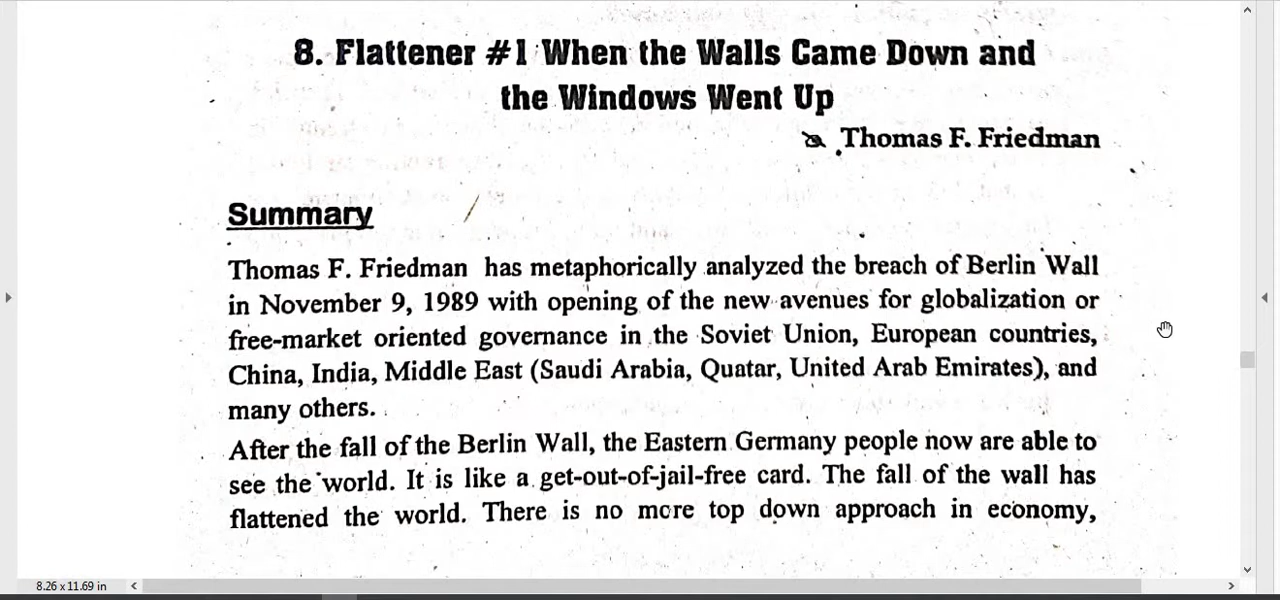 8. Flattener #1 When the Walls Came Down and
the Windows Went Up
Thomas F. Friedman
Summary
Thomas F. Friedman has metaphorically analyzed the breach of Berlin Wall
in November 9, 1989 with opening of the new avenues for globalization or
free-market oriented governance in the Soviet Union, European countries,
China, India, Middle East (Saudi Arabia, Quatar, United Arab Emirates), and
many others.
After the fall of the Berlin Wall, the Eastern Germany people now are able to
see the world. It is like a get-out-of-jail-free card. The fall of the wall has
flattened the world. There is no more top down approach in economy,
8.26 x 11.69 in